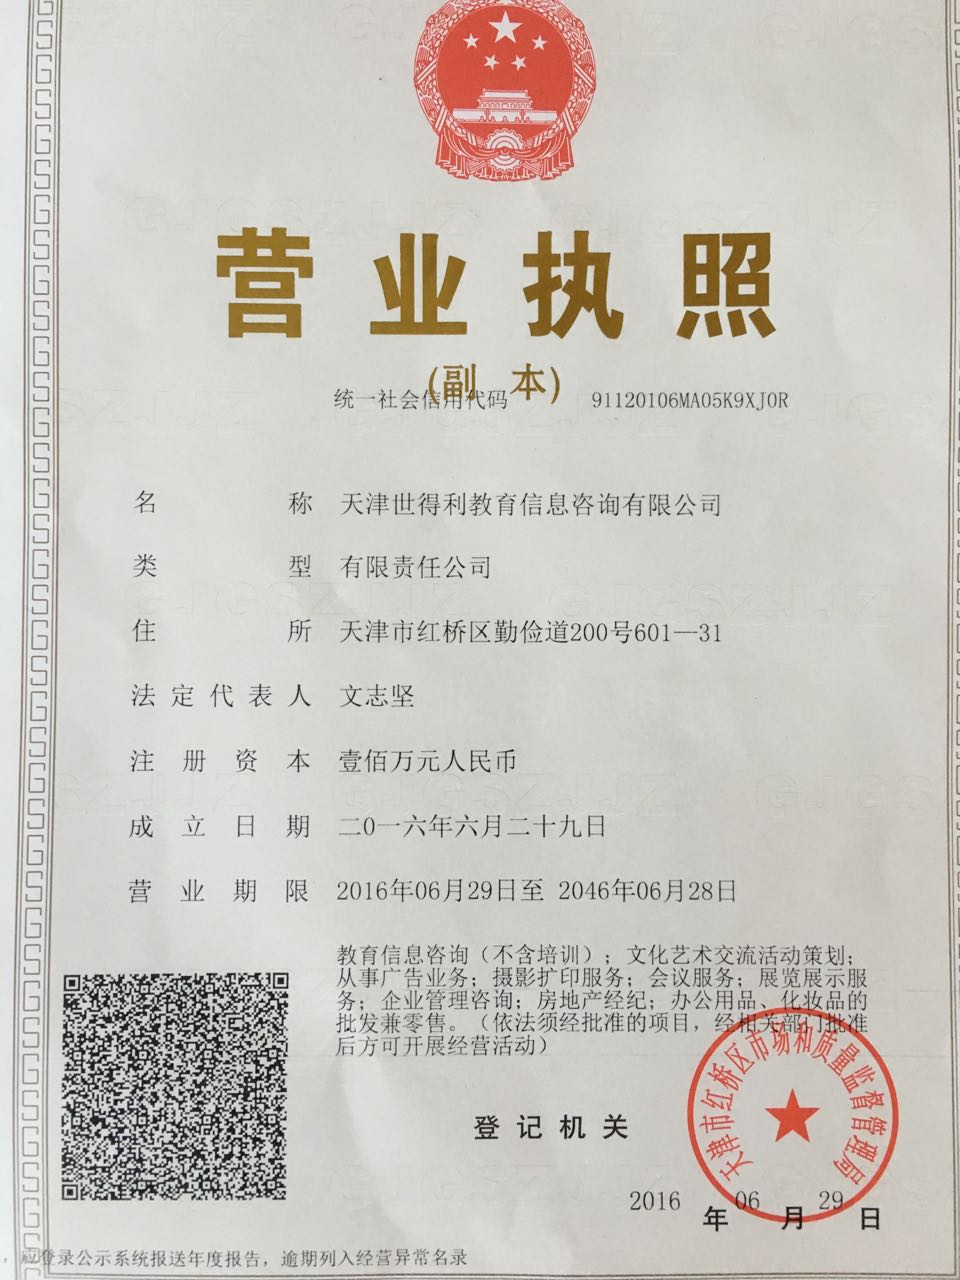 营业执照
(副本)
统一社会信用代码 91120106MA05K9XJ0R
名称 天津世得利教育信息咨询有限公司
类型 有限责任公司
住所 天津市红桥区勤俭道200号601—31
法定代表人 文志坚
注册资本 壹佰万元人民币
成立日期 二0一六年六月二十九日
营业期限 2016年06月29日至 2046年06月28日
教育信息咨询（不含培训）；文化艺术交流活动策划；
从事广告业务；摄影扩印服务；会议服务；展览展示服
务；企业管理咨询；房地产经纪；办公用品、化妆品的
批发兼零售。（依法须经批准的项目，经相关部门批准
后方可开展经营活动）
登记机关
天津市红桥区市场和质量监督管理局
2016年06月29日
应登录公示系统报送年度报告，逾期列入经营异常名录